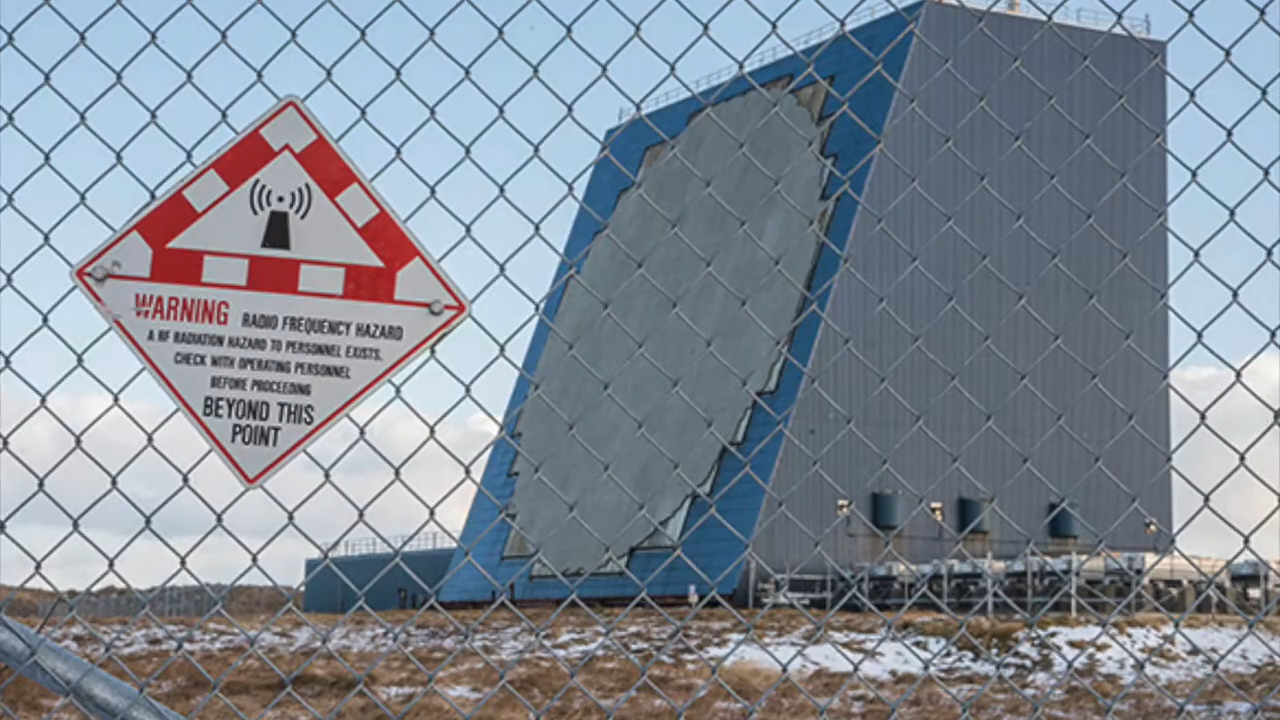 WARNING RADIO FREQUENCY HAZARD
A RF RADIATION HAZARD TO PERSONNEL EXISTS.
CHECK WITH OPERATING PERSONNEL
BEFORE PROCEEDING
BEYOND THIS
POINT